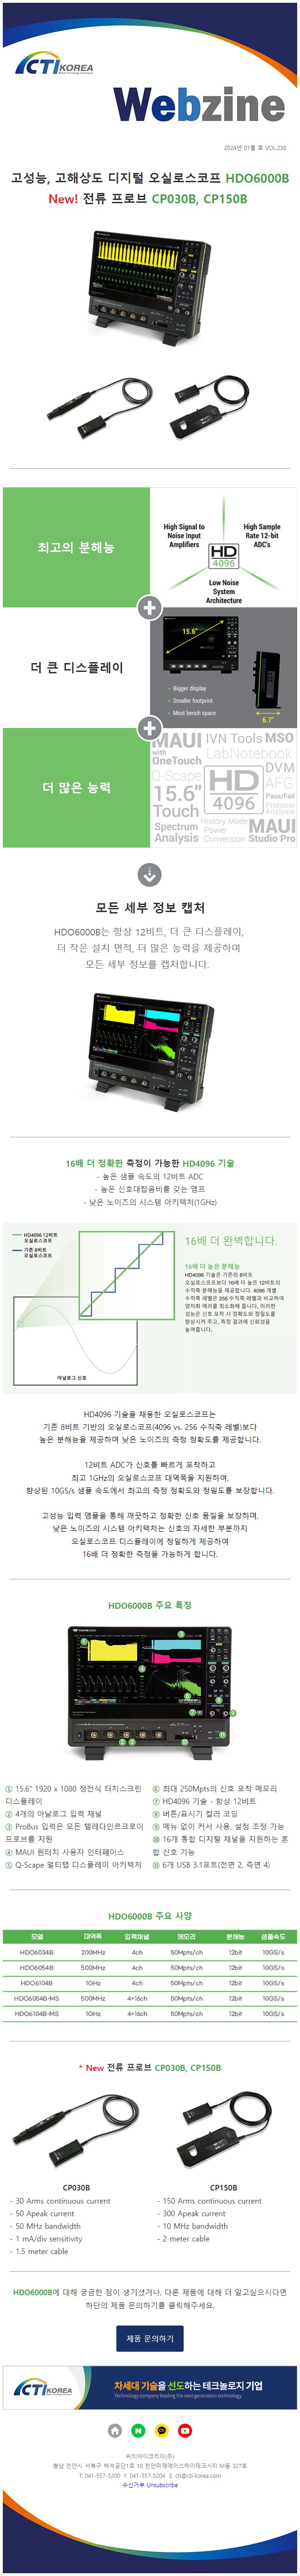 CTI KOREA
Webzine
2024년 01월 호 VOL.230
고성능, 고해상도 디지털 오실로스코프 HDO6000B
New! 전류 프로브 CP030B, CP150B
최고의 분해능
High Signal to
Noise Input
Amplifiers
High Sample
Rate 12-bit
ADC's
HD
4096
Low Noise
System
Architecture
더 큰 디스플레이
15.6"
Bigger display
Smaller footprint
Most bench space
6.7"
더 많은 능력
MAUI
with
OneTouch
IVN Tools
MSO
LabNotebook
Q-Scape
HD
4096
DVM
AFG
15.6"
Touch
Pass/Fail
Protocol
Analysis
Spectrum
Analysis
History Mode
Power
Conversion
MAUI
Studio Pro
모든 세부 정보 캡처
HDO6000B는 항상 12비트, 더 큰 디스플레이,
더 작은 설치 면적, 더 많은 능력을 제공하며
모든 세부 정보를 캡처합니다.
16배 더 정확한 측정이 가능한 HD4096 기술
- 높은 샘플 속도의 12비트 ADC
- 높은 신호대잡음비를 갖는 앰프
- 낮은 노이즈의 시스템 아키텍처(1GHz)
HD4096 12비트
오실로스코프
기존 8비트
오실로스코프
아날로그 신호
16배 더 완벽합니다.
16배 더 높은 분해능
HD4096 기술은 기존의 8비트
오실로스코프보다 16배 더 높은 12비트의
수직축 분해능을 제공합니다. 4096 개별
수직축 레벨은 256 수직축 레벨과 비교하여
양자화 에러를 최소화해 줍니다. 이러한
성능은 신호 포착 시 정확도와 정밀도를
향상시켜 주고, 측정 결과에 신뢰성을
높여줍니다.
HD4096 기술을 채용한 오실로스코프는
기존 8비트 기반의 오실로스코프(4096 vs. 256 수직축 레벨)보다
높은 분해능을 제공하며 낮은 노이즈의 측정 정확도를 제공합니다.
12비트 ADC가 신호를 빠르게 포착하고
최고 1GHz의 오실로스코프 대역폭을 지원하여,
향상된 10GS/s 샘플 속도에서 최고의 측정 정확도와 정밀도를 보장합니다.
고성능 입력 앰플을 통해 깨끗하고 정확한 신호 품질을 보장하며,
낮은 노이즈의 시스템 아키텍처는 신호의 자세한 부분까지
오실로스코프 디스플레이에 정밀하게 제공하여
16배 더 정확한 측정을 가능하게 합니다.
HDO6000B 주요 특징
① 15.6" 1920 x 1080 정전식 터치스크린
디스플레이
② 4개의 아날로그 입력 채널
③ ProBus 입력은 모든 텔레다인르크로이
프로브를 지원
④ MAUI 원터치 사용자 인터페이스
⑤ Q-Scape 멀티탭 디스플레이 아키텍처
⑥ 최대 250Mpts의 신호 포착 메모리
⑦ HD4096 기술 - 항상 12비트
⑧ 버튼/표시기 컬러 코딩
⑨ 메뉴 없이 커서 사용, 설정 조정 가능
⑩ 16개 통합 디지털 채널을 지원하는 혼
합 신호 기능
⑪ 6개 USB 3.1포트(전면 2, 측면 4)
HDO6000B 주요 사양
모델 대역폭 입력채널 메모리 분해능 샘플속도
HDO6034B 200MHz 4ch 50Mpts/ch 12bit 10GS/s
HDO6054B 500MHz 4ch 50Mpts/ch 12bit 10GS/s
HDO6104B 1GHz 4ch 50Mpts/ch 12bit 10GS/s
HDO6054B-MS 500MHz 4+16ch 50Mpts/ch 12bit 10GS/s
HDO6104B-MS 1GHz 4+16ch 50Mpts/ch 12bit 10GS/s
* New 전류 프로브 CP030B, CP150B
CP030B
- 30 Arms continuous current
- 50 Apeak current
- 50 MHz bandwidth
- 1 mA/div sensitivity
- 1.5 meter cable
CP150B
- 150 Arms continuous current
- 300 Apeak current
- 10 MHz bandwidth
- 2 meter cable
HDO6000B에 대해 궁금한 점이 생기셨거나, 다른 제품에 대해 더 알고싶으시다면
하단의 제품 문의하기를 클릭해주세요.
제품 문의하기
CTI KOREA
차세대 기술을 선도하는 테크놀로지 기업
Technology company leading the next generation technology
씨티아이코리아(주)
충남 천안시 서북구 백석공단1로 10 천안미래에이스하이테크시티 M동 327호
T. 041-557-5200 F. 041-557-5204 E. cti@cti-korea.com
수신거부 Unsubscribe